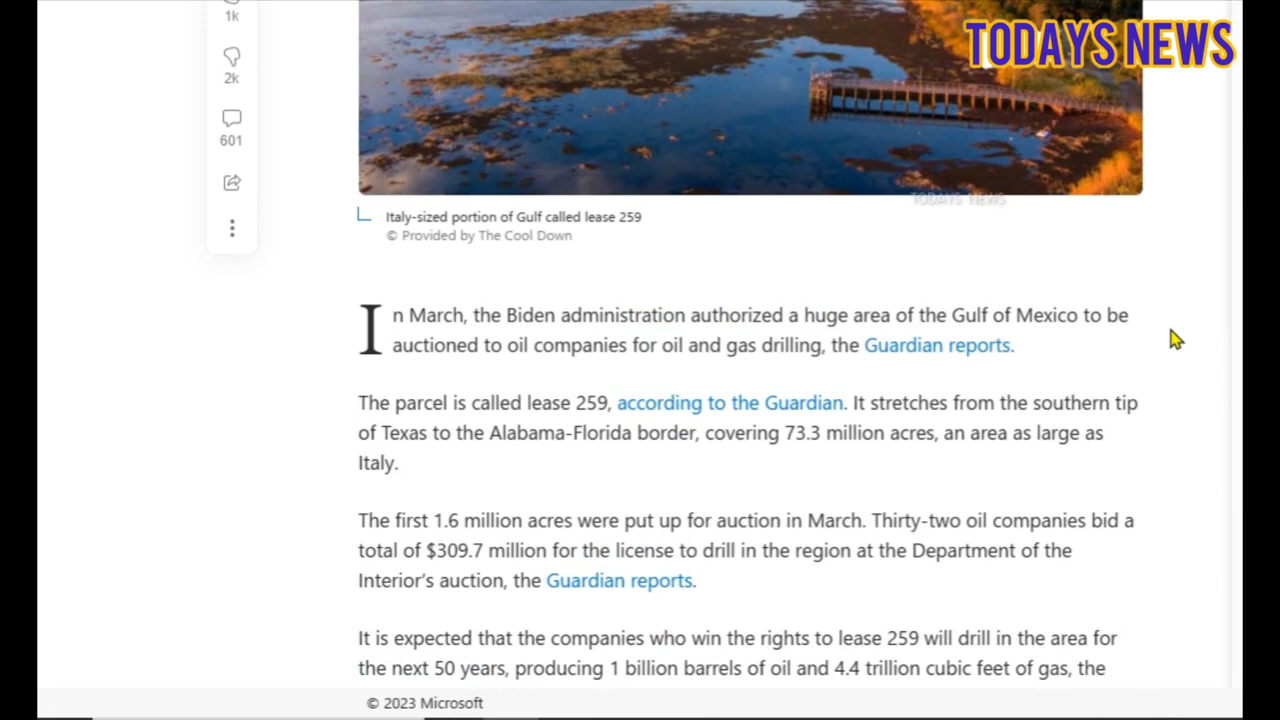 1k
TODAYS NEWS
2k
601
TODAYS NEWS
Italy-sized portion of Gulf called lease 259
© Provided by The Cool Down
In March, the Biden administration authorized a huge area of the Gulf of Mexico to be
auctioned to oil companies for oil and gas drilling, the Guardian reports.
The parcel is called lease 259, according to the Guardian. It stretches from the southern tip
of Texas to the Alabama-Florida border, covering 73.3 million acres, an area as large as
Italy.
The first 1.6 million acres were put up for auction in March. Thirty-two oil companies bid a
total of $309.7 million for the license to drill in the region at the Department of the
Interior's auction, the Guardian reports.
It is expected that the companies who win the rights to lease 259 will drill in the area for
the next 50 years, producing 1 billion barrels of oil and 4.4 trillion cubic feet of gas, the
© 2023 Microsoft